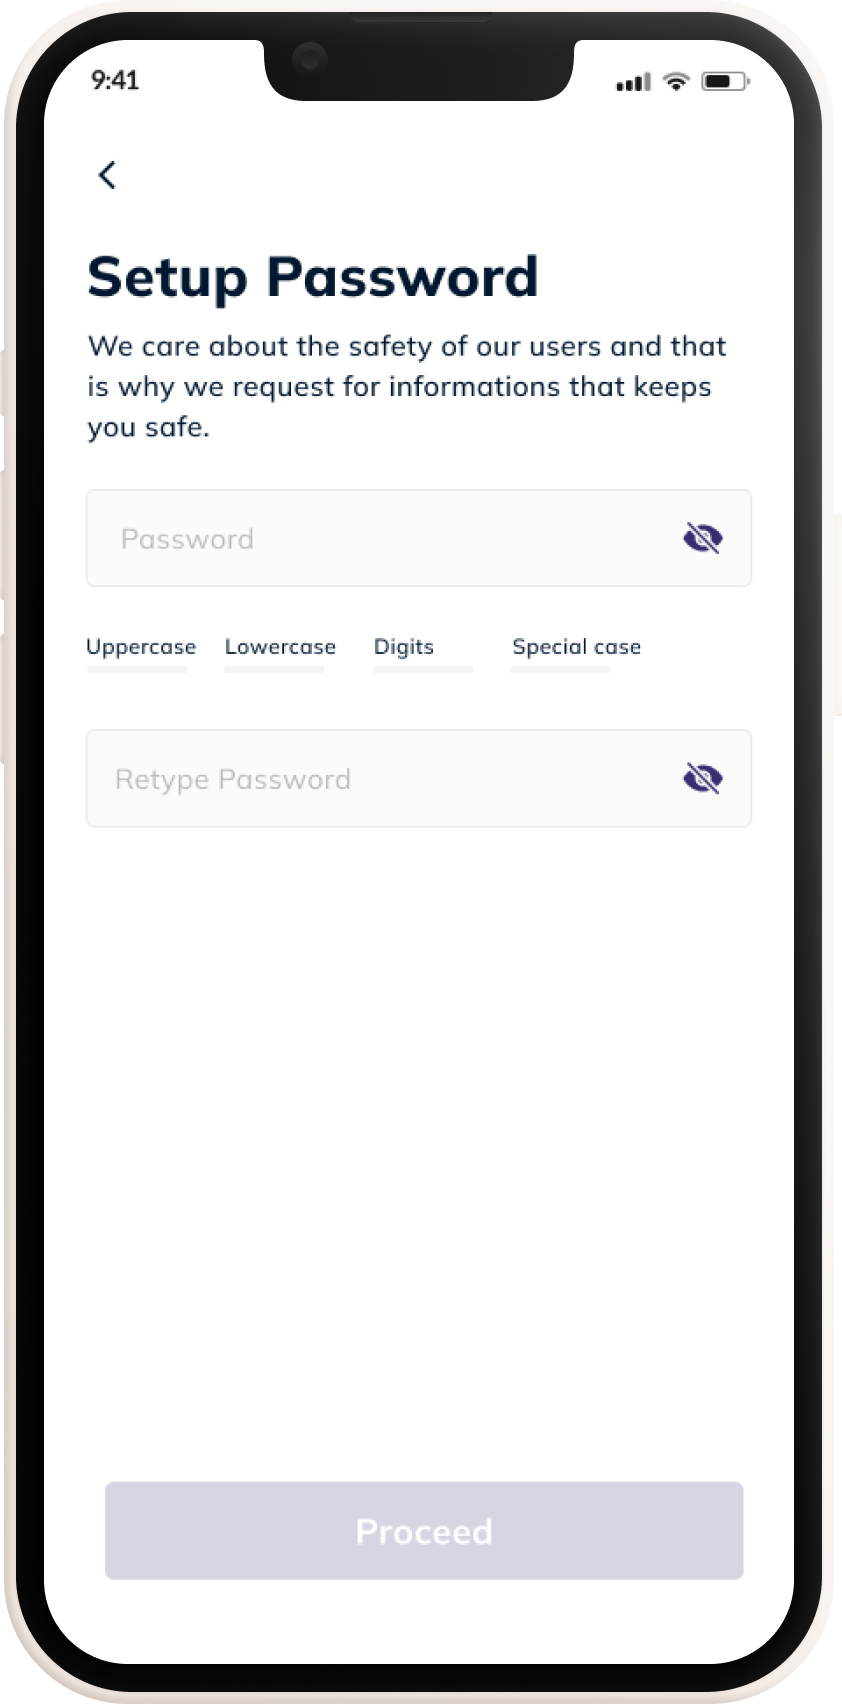 9:41
Setup Password
We care about the safety of our users and that
is why we request for informations that keeps
you safe.
Password
Uppercase Lowercase Digits Special case
Retype Password
Proceed